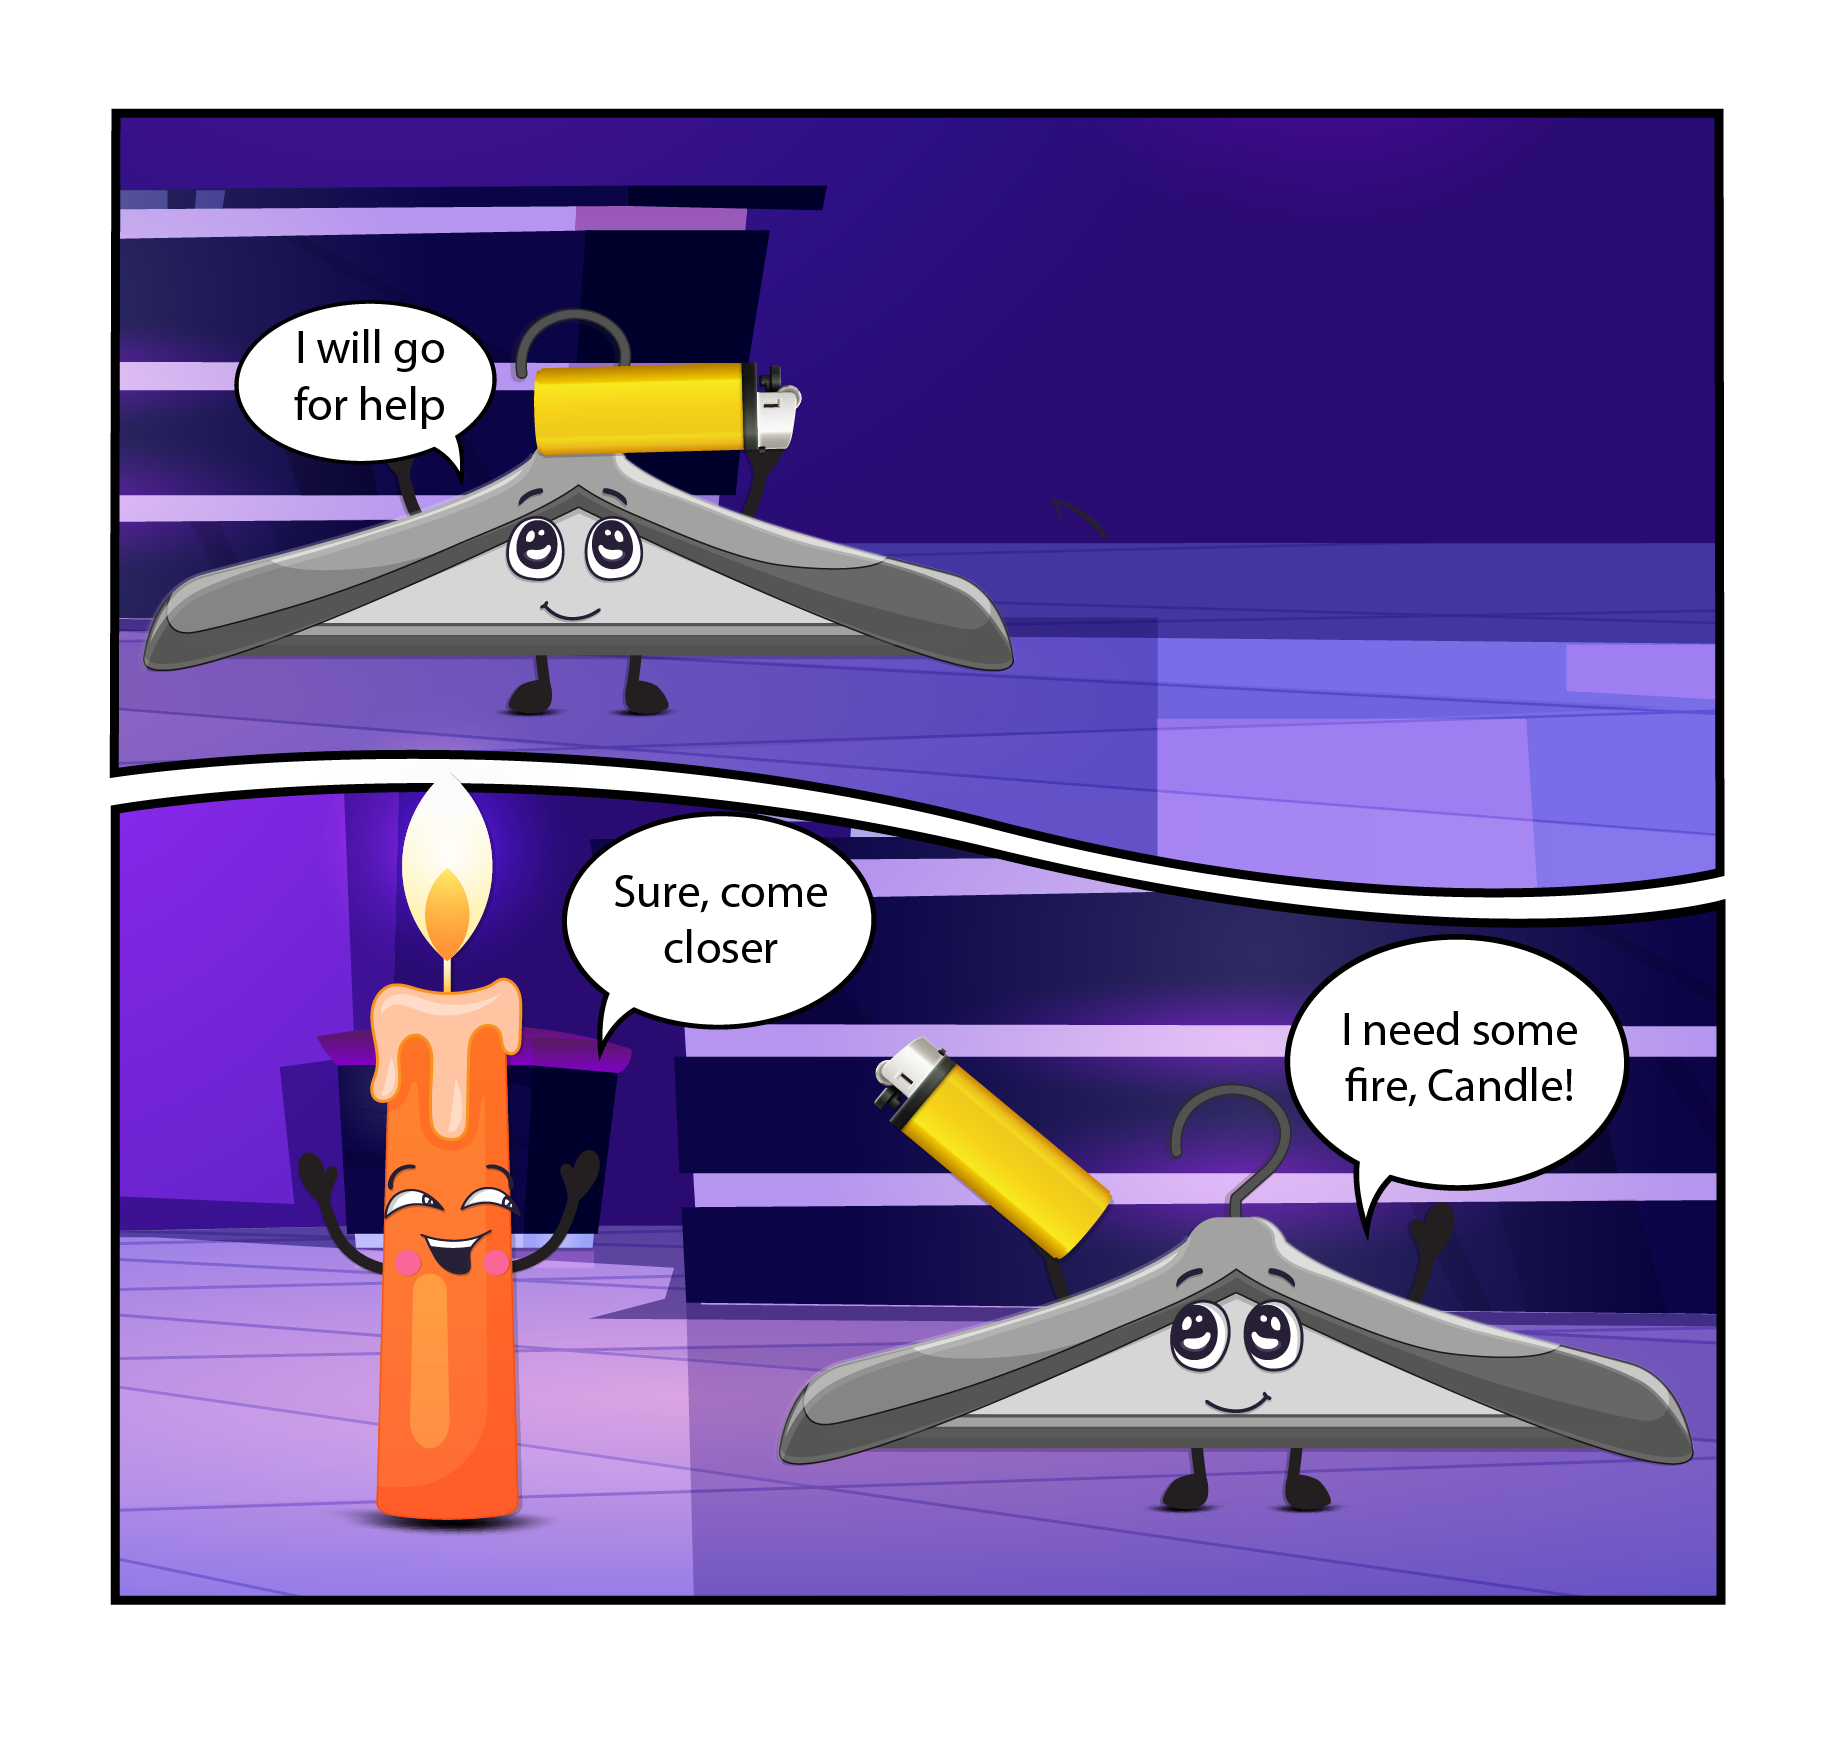 I will go
for help
Sure, come
closer
I need some
fire, Candle!